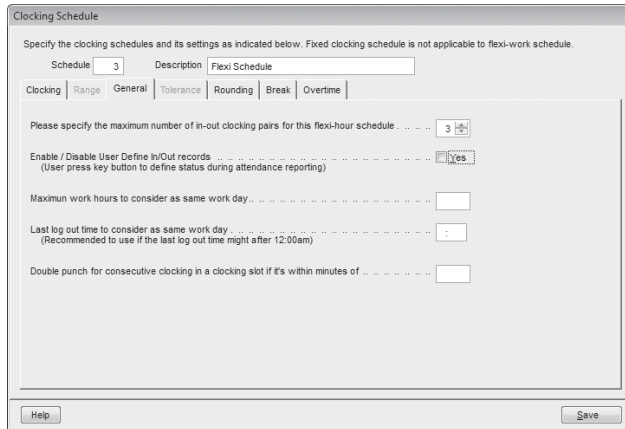 Clocking Schedule
Specify the clocking schedules and its settings as indicated below. Fixed clocking schedule is not applicable to flexi-work schedule.
Schedule 3 Description Flexi Schedule
Clocking Range General Tolerance Rounding Break Overtime
Please specify the maximum number of in-out clocking pairs for this flexi-hour schedule . .. .. .. 3
Enable / Disable User Define In/Out records .. .. .. .. .. .. .. .. .. .. .. .. .. .. .. .. Yes
(User press key button to define status during attendance reporting)
Maximun work hours to consider as same work day .. .. .. .. .. .. .. .. .. .. .. .. .. ..
Last log out time to consider as same work day . .. .. .. .. .. .. .. .. .. .. .. .. .. .. :
(Recommended to use if the last log out time might after 12:00am)
Double punch for consecutive clocking in a clocking slot if it's within minutes of .. .. .. .. .. ..
Help Save